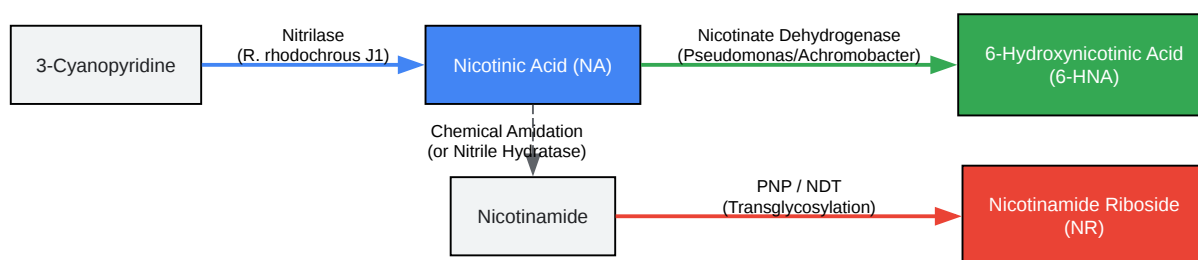 3-Cyanopyridine
Nitrilase
(R. rhodochrous J1)
Nicotinic Acid (NA)
Nicotinate Dehydrogenase
(Pseudomonas/Achromobacter)
6-Hydroxynicotinic Acid
(6-HNA)
Chemical Amidation
(or Nitrile Hydratase)
Nicotinamide
PNP / NDT
(Transglycosylation)
Nicotinamide Riboside
(NR)